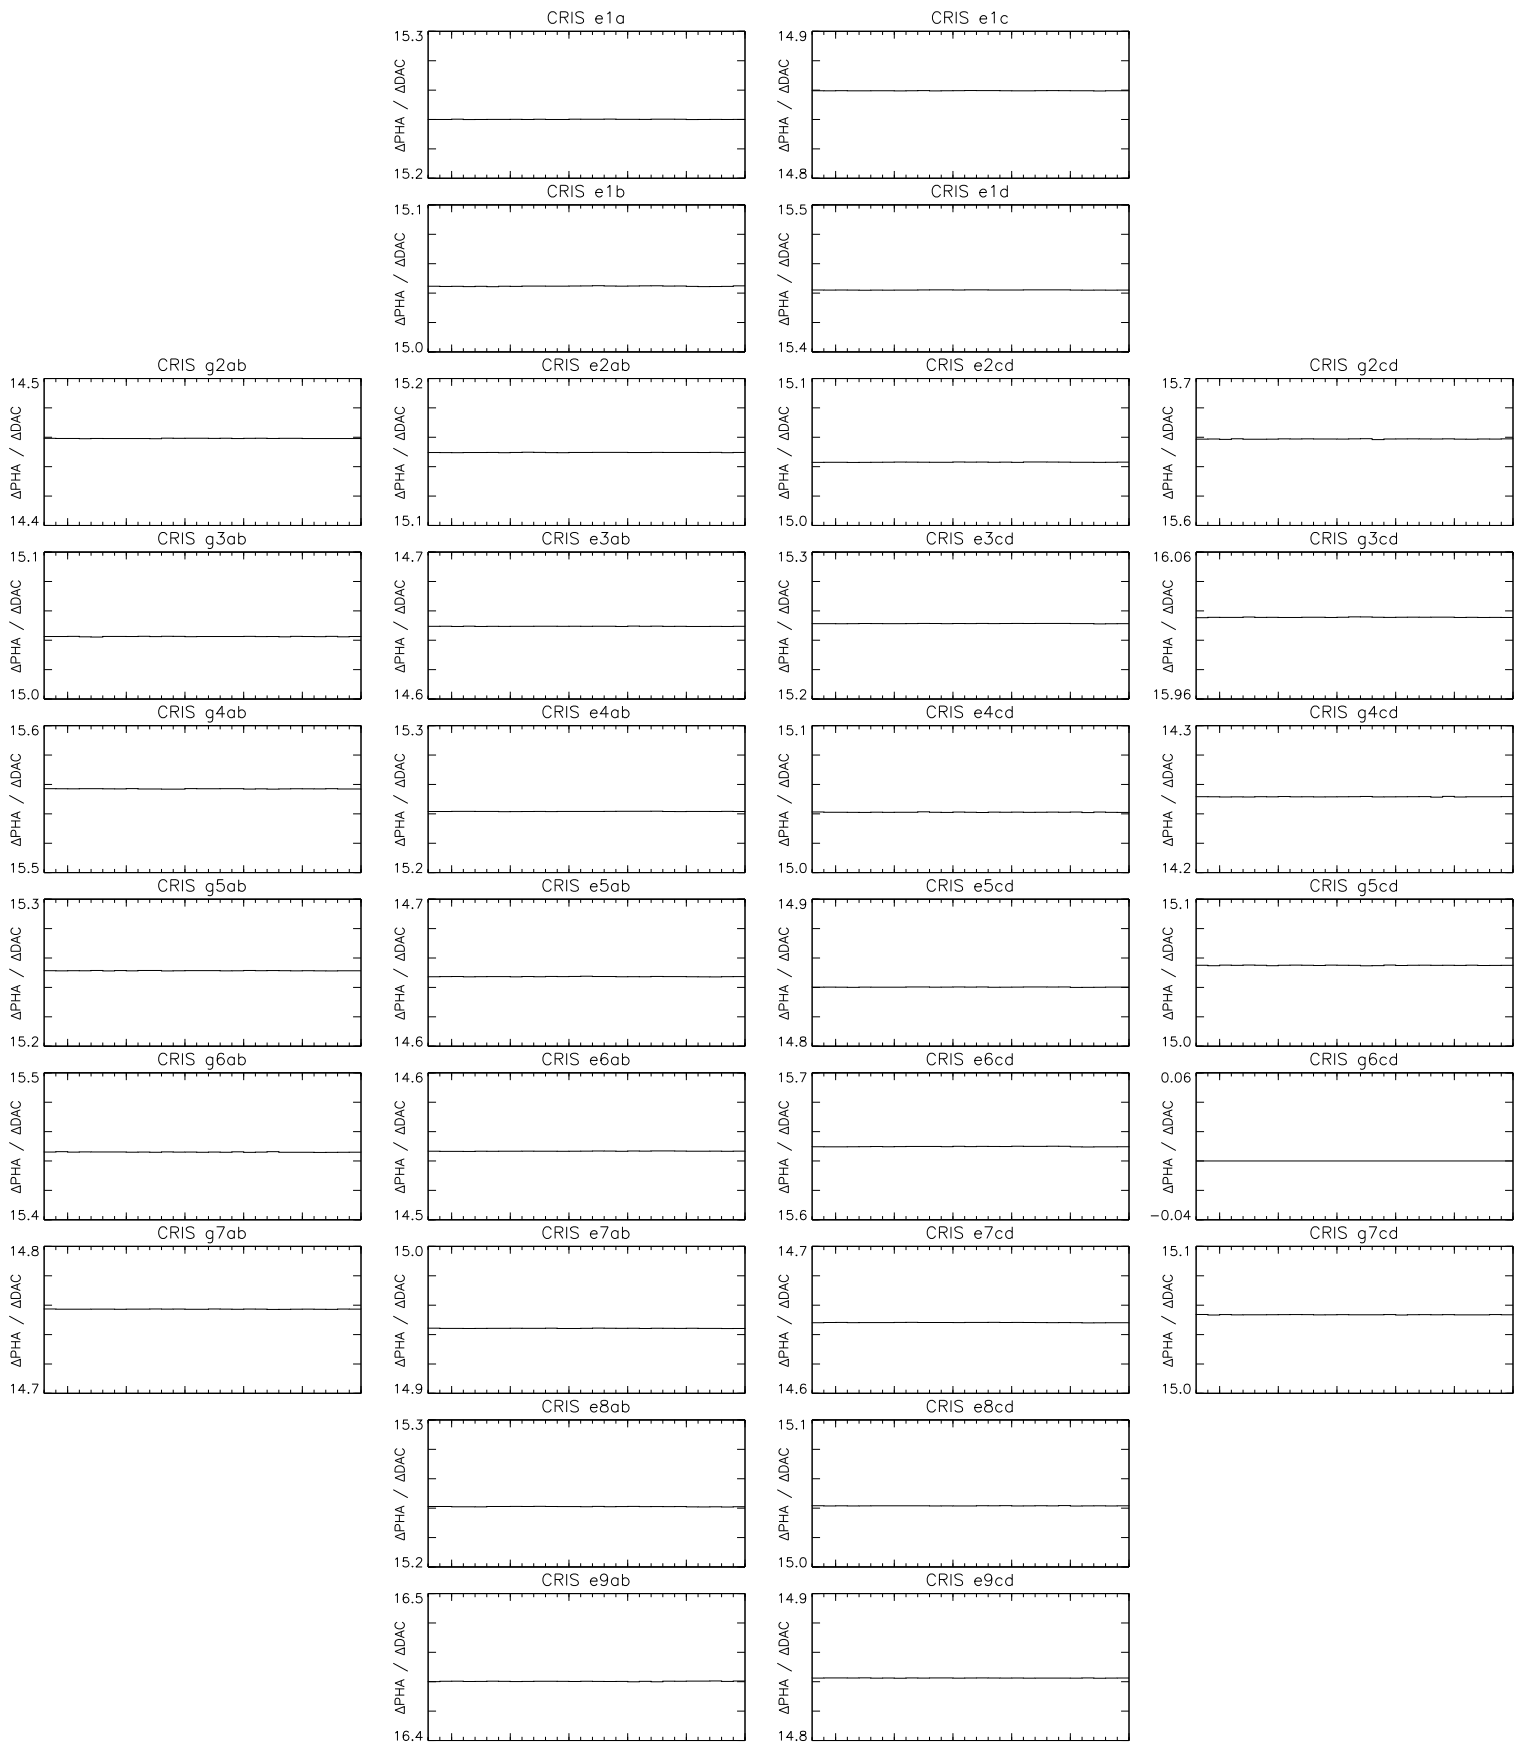 CRIS e1a
15.3
ΔPHA / ΔDAC
15.2
CRIS e1c
14.9
ΔPHA / ΔDAC
14.8
CRIS e1b
15.1
ΔPHA / ΔDAC
15.0
CRIS e1d
15.5
ΔPHA / ΔDAC
15.4
CRIS g2ab
14.5
ΔPHA / ΔDAC
14.4
CRIS e2ab
15.2
ΔPHA / ΔDAC
15.1
CRIS e2cd
15.1
ΔPHA / ΔDAC
15.0
CRIS g2cd
15.7
ΔPHA / ΔDAC
15.6
CRIS g3ab
15.1
ΔPHA / ΔDAC
15.0
CRIS e3ab
14.7
ΔPHA / ΔDAC
14.6
CRIS e3cd
15.3
ΔPHA / ΔDAC
15.2
CRIS g3cd
16.06
ΔPHA / ΔDAC
15.96
CRIS g4ab
15.6
ΔPHA / ΔDAC
15.5
CRIS e4ab
15.3
ΔPHA / ΔDAC
15.2
CRIS e4cd
15.1
ΔPHA / ΔDAC
15.0
CRIS g4cd
14.3
ΔPHA / ΔDAC
14.2
CRIS g5ab
15.3
ΔPHA / ΔDAC
15.2
CRIS e5ab
14.7
ΔPHA / ΔDAC
14.6
CRIS e5cd
14.9
ΔPHA / ΔDAC
14.8
CRIS g5cd
15.1
ΔPHA / ΔDAC
15.0
CRIS g6ab
15.5
ΔPHA / ΔDAC
15.4
CRIS e6ab
14.6
ΔPHA / ΔDAC
14.5
CRIS e6cd
15.7
ΔPHA / ΔDAC
15.6
CRIS g6cd
0.06
ΔPHA / ΔDAC
−0.04
CRIS g7ab
14.8
ΔPHA / ΔDAC
14.7
CRIS e7ab
15.0
ΔPHA / ΔDAC
14.9
CRIS e7cd
14.7
ΔPHA / ΔDAC
14.6
CRIS g7cd
15.1
ΔPHA / ΔDAC
15.0
CRIS e8ab
15.3
ΔPHA / ΔDAC
15.2
CRIS e8cd
15.1
ΔPHA / ΔDAC
15.0
CRIS e9ab
16.5
ΔPHA / ΔDAC
16.4
CRIS e9cd
14.9
ΔPHA / ΔDAC
14.8